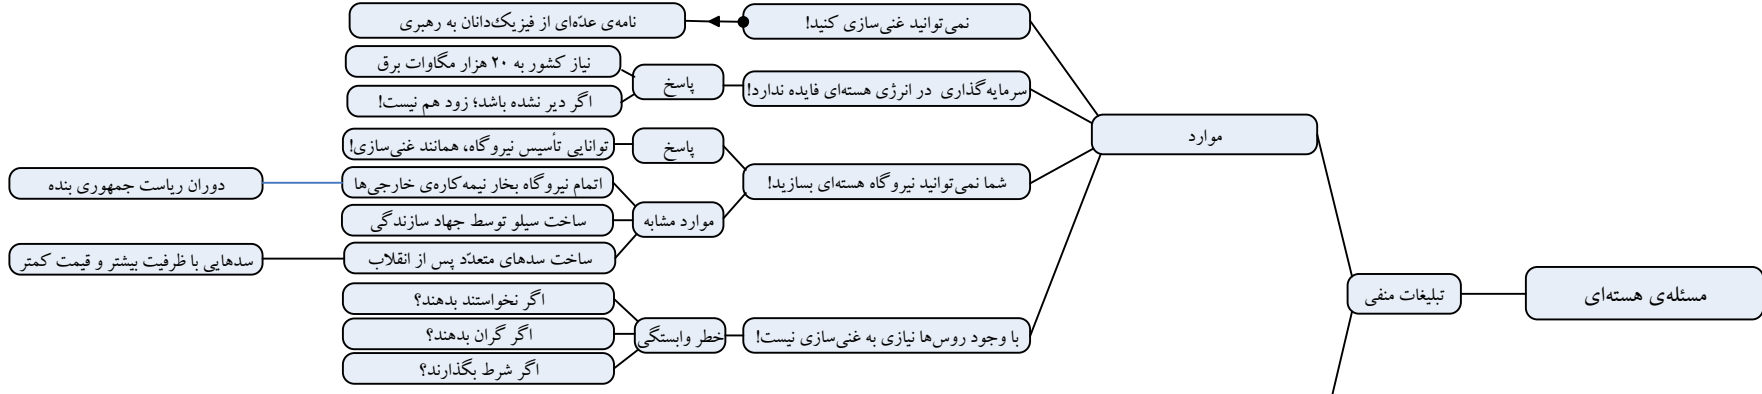 مسئله‌ی هسته‌ای
تبلیغات منفی
موارد
نمی‌توانید غنی‌سازی کنید!
نامه‌ی عدّه‌ای از فیزیک‌دانان به رهبری
سرمایه‌گذاری در انرژی هسته‌ای فایده ندارد!
پاسخ
نیاز کشور به ۲۰ هزار مگاوات برق
اگر دیر نشده باشد؛ زود هم نیست!
شما نمی‌توانید نیروگاه هسته‌ای بسازید!
پاسخ
توانایی تأسیس نیروگاه، همانند غنی‌سازی!
موارد مشابه
اتمام نیروگاه بخار نیمه‌کاره‌ی خارجی‌ها
دوران ریاست جمهوری بنده
ساخت سیلو توسط جهاد سازندگی
ساخت سدهای متعدّد پس از انقلاب
سدهایی با ظرفیت بیشتر و قیمت کمتر
با وجود روس‌ها نیازی به غنی‌سازی نیست!
خطر وابستگی
اگر نخواستند بدهند؟
اگر گران بدهند؟
اگر شرط بگذارند؟